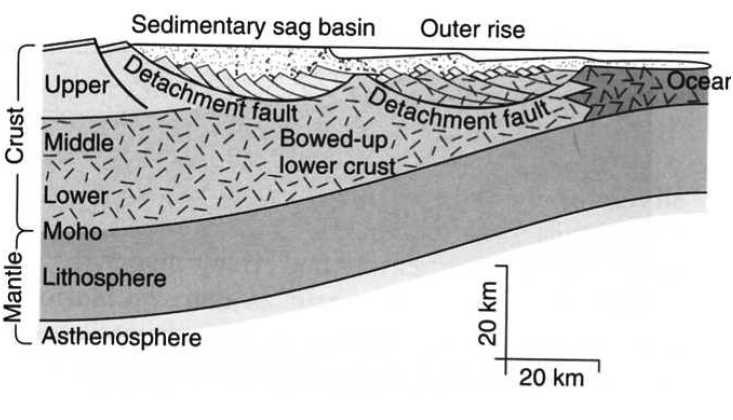 Sedimentary sag basin
Outer rise
Crust
Upper
Detachment fault
Detachment fault
Ocean
Middle
Bowed-up
lower crust
Lower
Moho
Mantle
Lithosphere
Asthenosphere
20 km
20 km